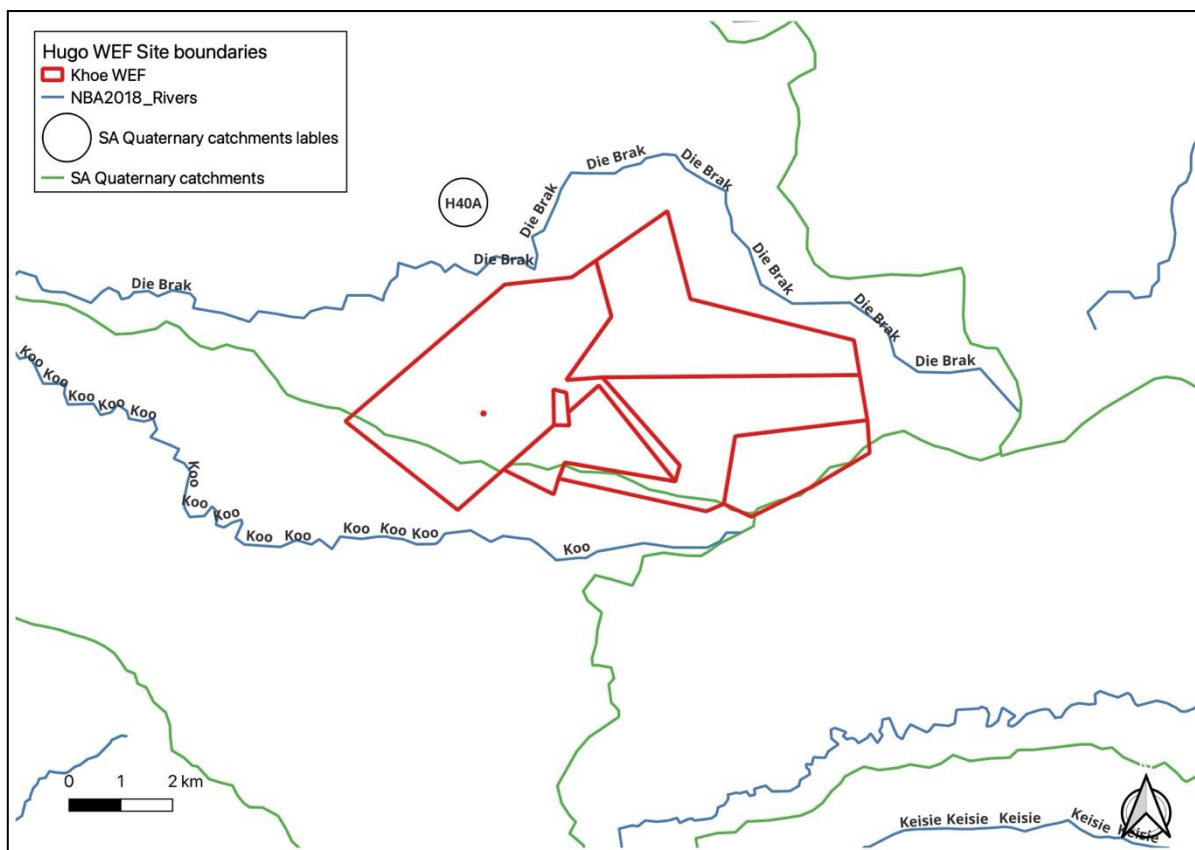 Hugo WEF Site boundaries
Khoe WEF
NBA2018_Rivers
SA Quaternary catchments lables
SA Quaternary catchments
Die Brak
Die Brak
Die Brak
H40A
Die Brak
Die Brak
Die Brak
Die Brak
Die Brak
Die Brak
Koo
Koo
Koo
Koo
Koo
Koo
Koo
Koo
Koo
Koo
Koo
Koo
Koo
Koo
0 1 2 km
Keisie
Keisie
Keisie
Keisie
Keisie